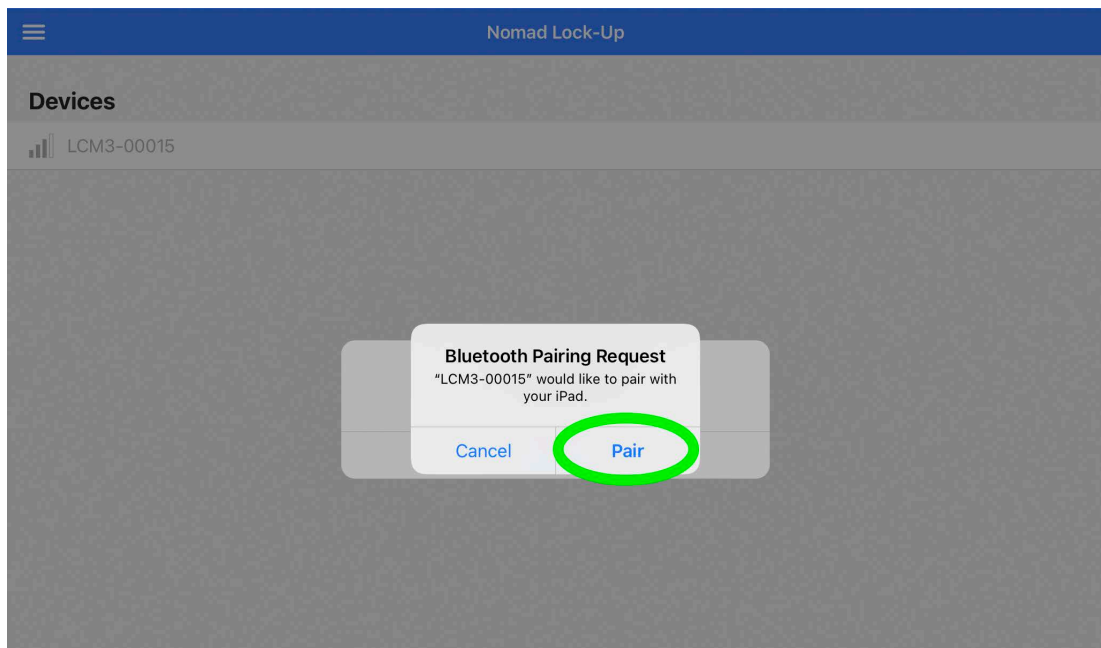 Nomad Lock-Up
Devices
LCM3-00015
Bluetooth Pairing Request
"LCM3-00015" would like to pair with
your iPad.
Cancel
Pair